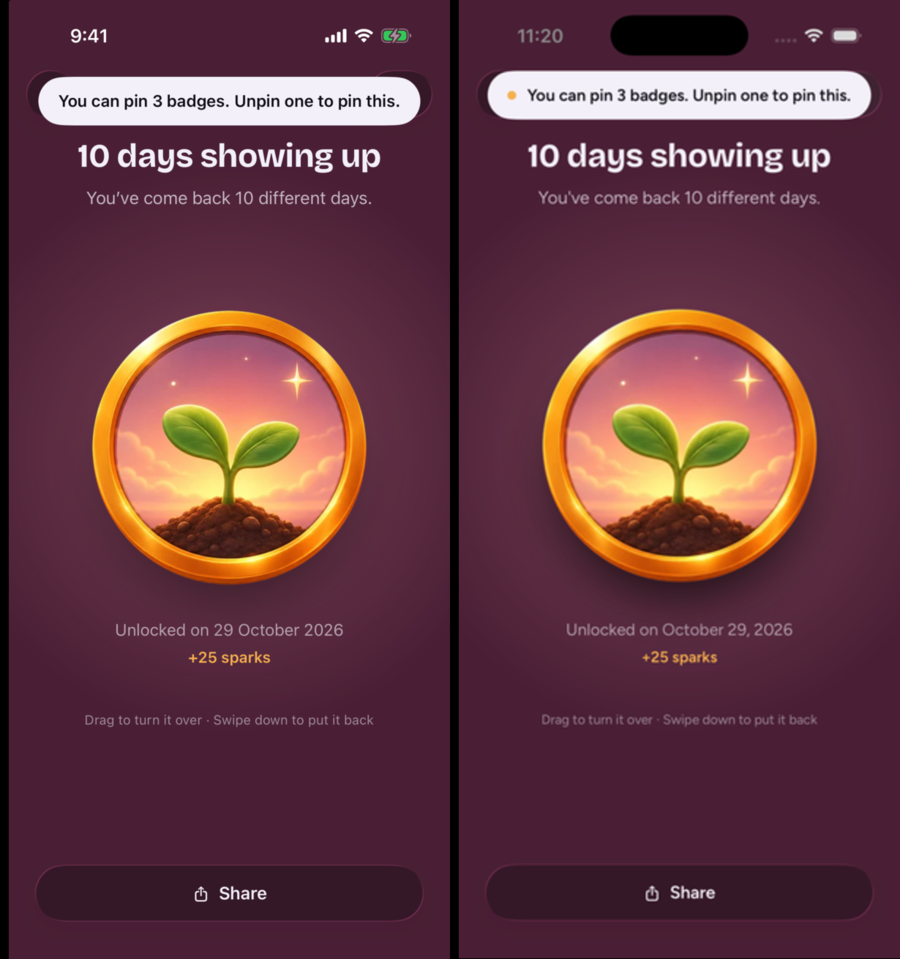 9:41
You can pin 3 badges. Unpin one to pin this.
10 days showing up
You’ve come back 10 different days.
Unlocked on 29 October 2026
+25 sparks
Drag to turn it over · Swipe down to put it back
Share
11:20
You can pin 3 badges. Unpin one to pin this.
10 days showing up
You've come back 10 different days.
Unlocked on October 29, 2026
+25 sparks
Drag to turn it over · Swipe down to put it back
Share